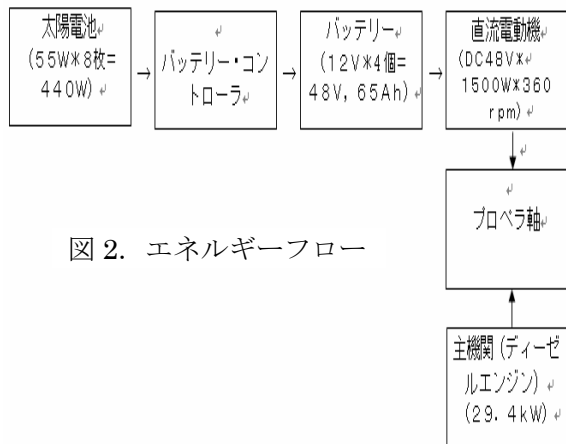 太陽電池
(55W*8枚=
440W)
→
バッテリー・コン
トローラ
→
バッテリー
(12V*4個=
48V, 65Ah)
→
直流電動機
(DC48V*
1500W*360
rpm)
プロペラ軸
図 2. エネルギーフロー
主機関 (ディーゼ
ルエンジン)
(29.4kW)